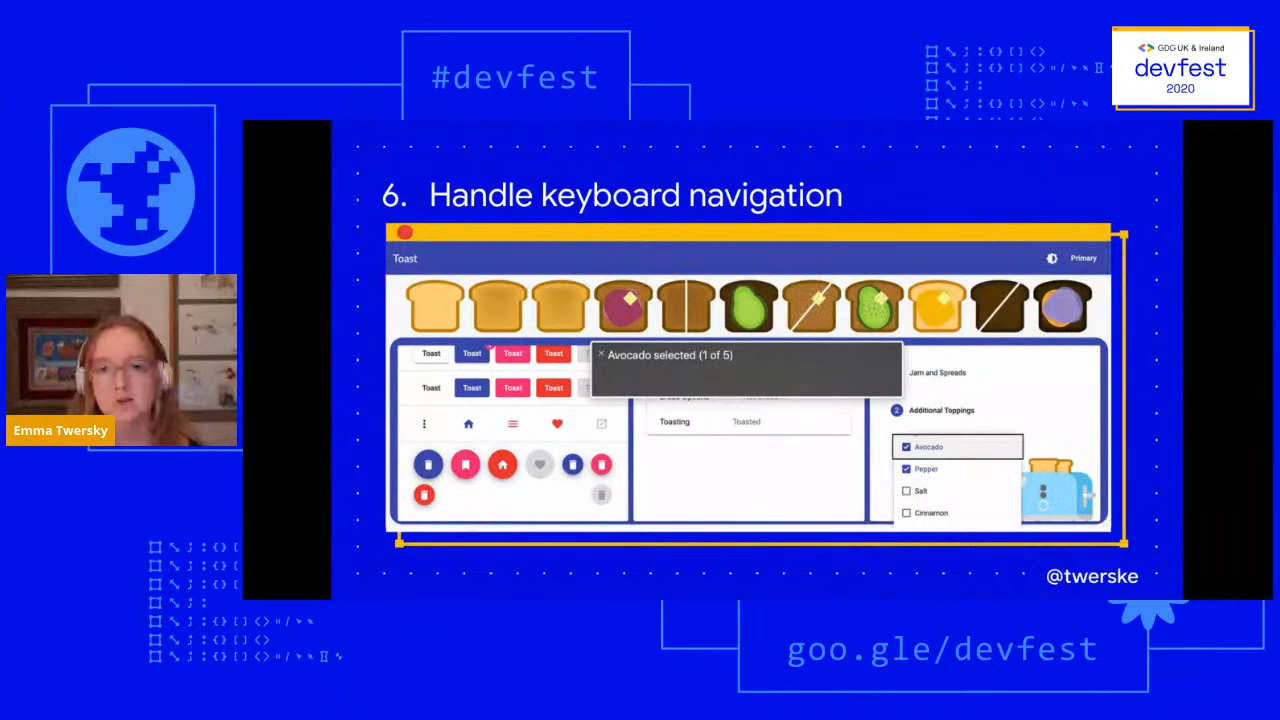 #devfest
GDG UK & Ireland
devfest
2020
6. Handle keyboard navigation
Toast
Primary
Avocado selected (1 of 5)
Toast Toast Toast Toast
Toast Toast Toast Toast
Toasting Toasted
Jam and Spreads
2 Additional Toppings
Avocado
Pepper
Salt
Cinnamon
Emma Twersky
@twerske
goo.gle/devfest